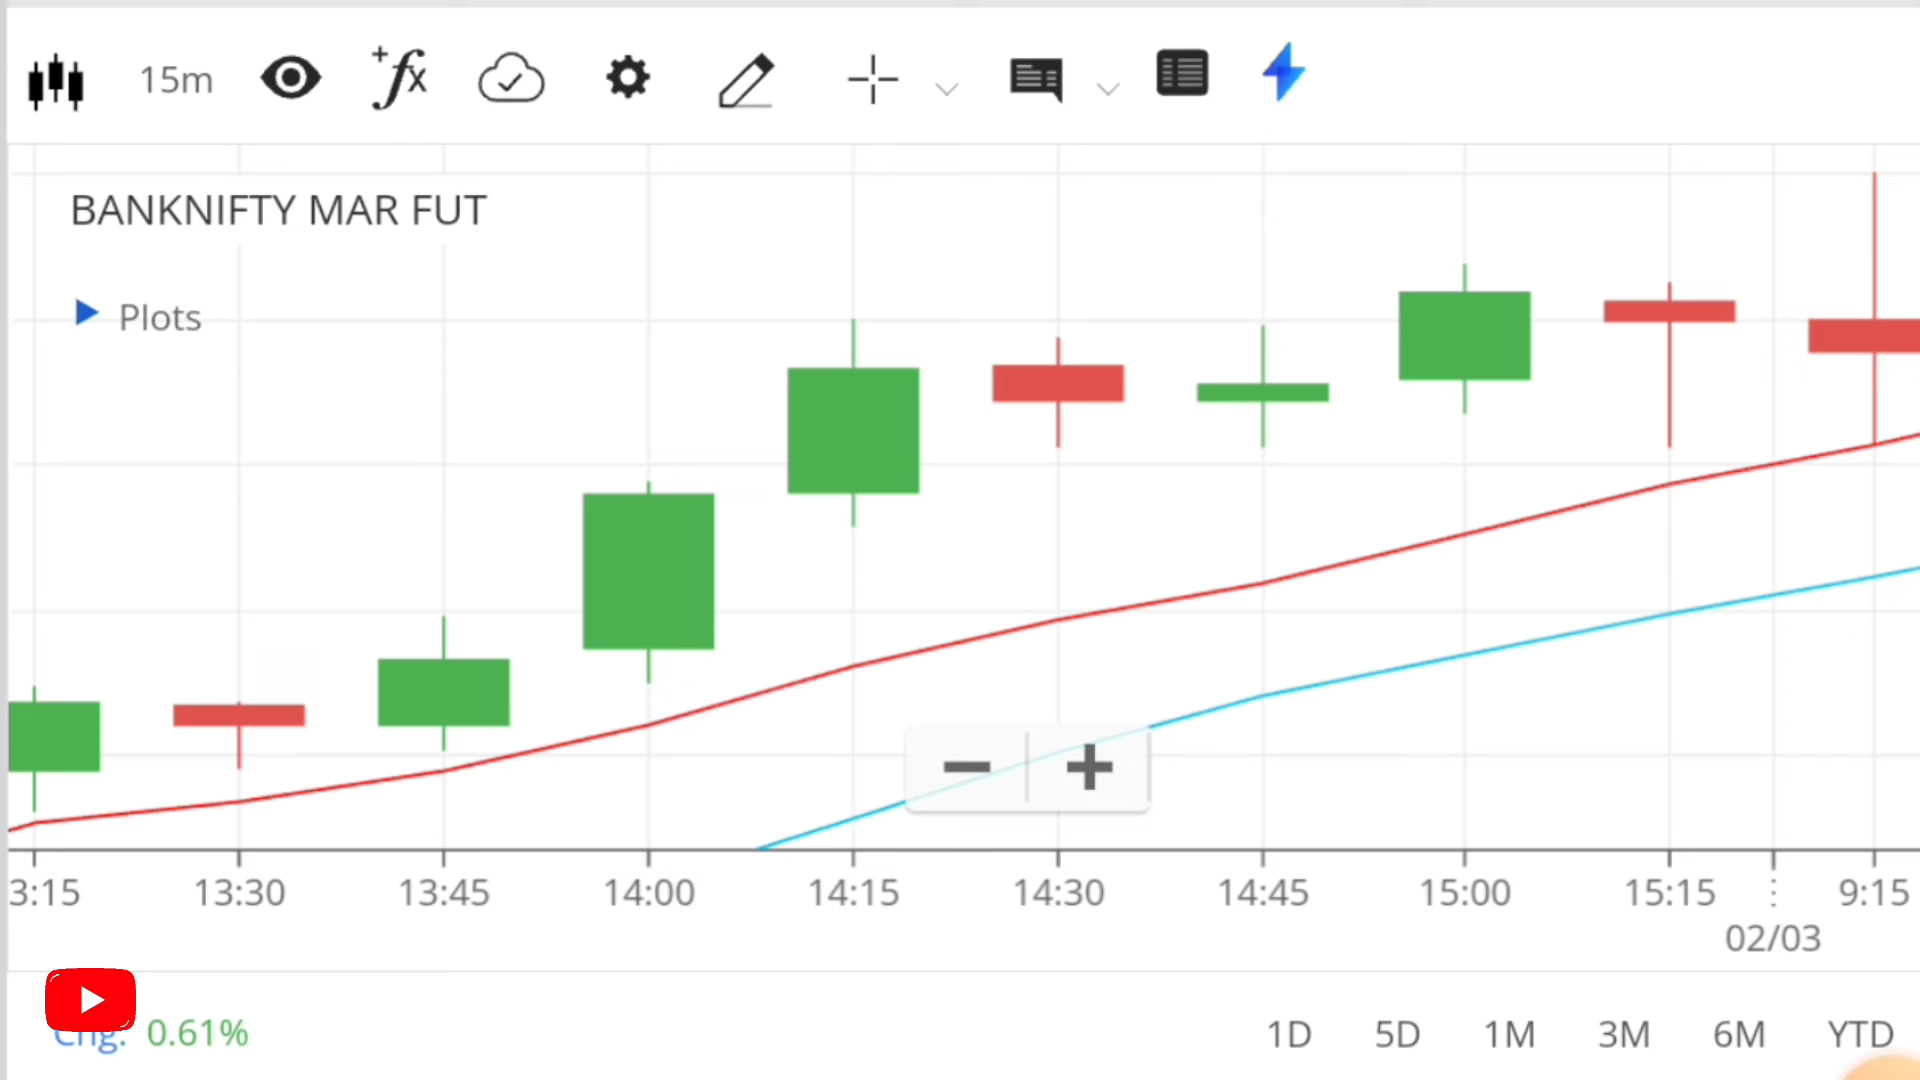 15m
BANKNIFTY MAR FUT
Plots
3:15 13:30 13:45 14:00 14:15 14:30 14:45 15:00 15:15 9:15
02/03
Chg. 0.61% 1D 5D 1M 3M 6M YTD